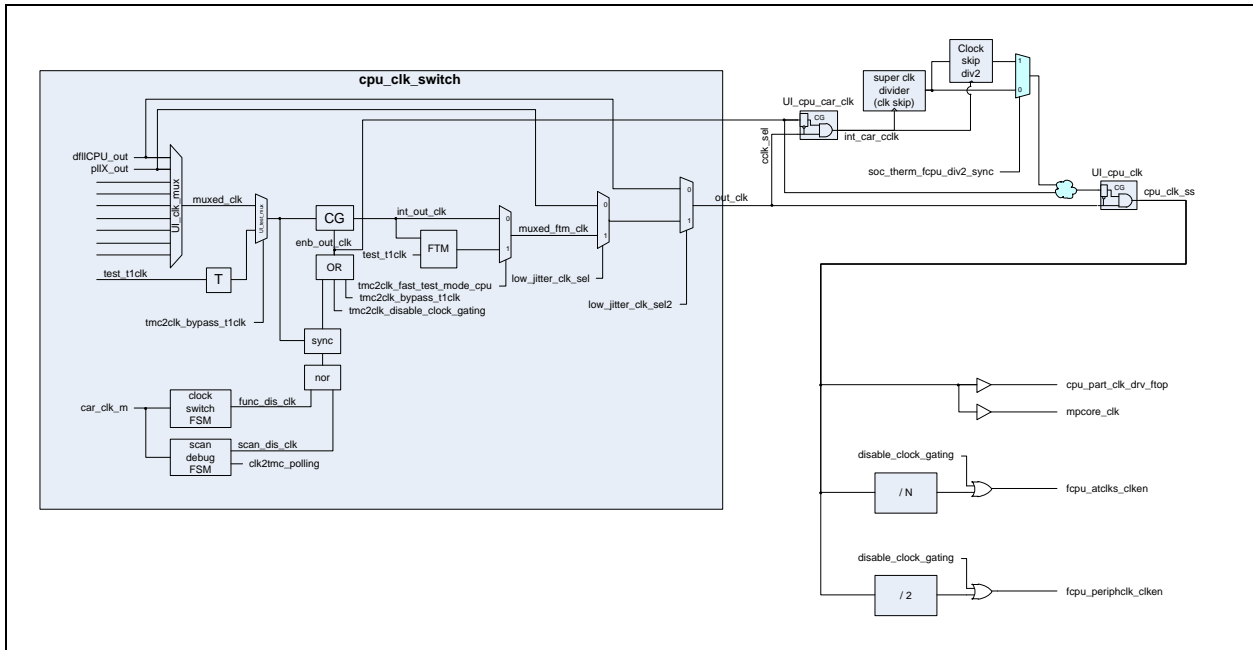 cpu_clk_switch
dfllCPU_out
pllX_out
UI_clk_mux
muxed_clk
UI_test_mux
test_t1clk
T
tmc2clk_bypass_t1clk
CG
enb_out_clk
OR
int_out_clk
test_t1clk
FTM
0
1
muxed_ftm_clk
tmc2clk_fast_test_mode_cpu
tmc2clk_bypass_t1clk
tmc2clk_disable_clock_gating
low_jitter_clk_sel
0
1
low_jitter_clk_sel2
0
1
out_clk
sync
nor
car_clk_m
clock
switch
FSM
func_dis_clk
scan
debug
FSM
scan_dis_clk
clk2tmc_polling
cclk_sel
UI_cpu_car_clk
CG
int_car_cclk
super clk
divider
(clk skip)
Clock
skip
div2
1
0
soc_therm_fcpu_div2_sync
UI_cpu_clk
CG
cpu_clk_ss
cpu_part_clk_drv_ftop
mpcore_clk
disable_clock_gating
/ N
fcpu_atclks_clken
disable_clock_gating
/ 2
fcpu_periphclk_clken